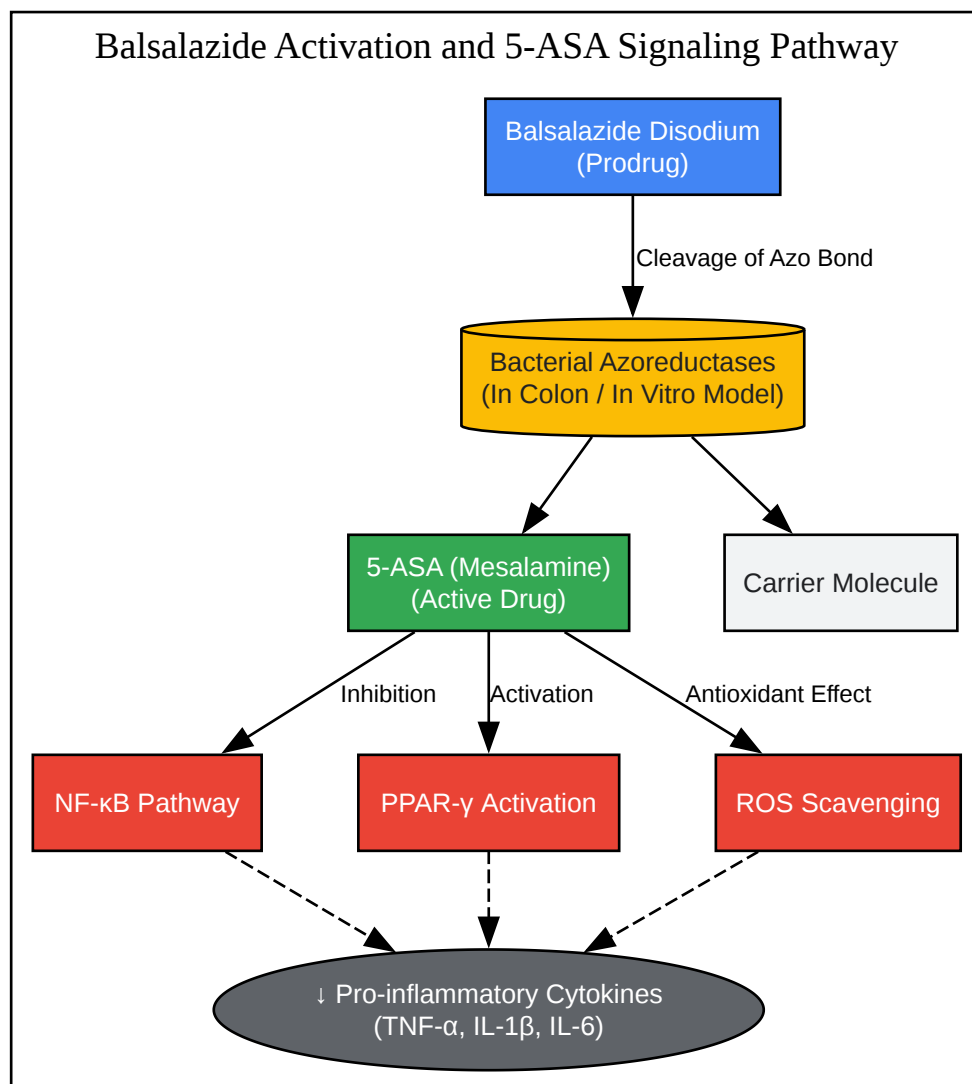 Balsalazide Activation and 5-ASA Signaling Pathway
Balsalazide Disodium
(Prodrug)
Cleavage of Azo Bond
Bacterial Azoreductases
(In Colon / In Vitro Model)
5-ASA (Mesalamine)
(Active Drug)
Carrier Molecule
Inhibition
Activation
Antioxidant Effect
NF-κB Pathway
PPAR-γ Activation
ROS Scavenging
↓ Pro-inflammatory Cytokines
(TNF-α, IL-1β, IL-6)